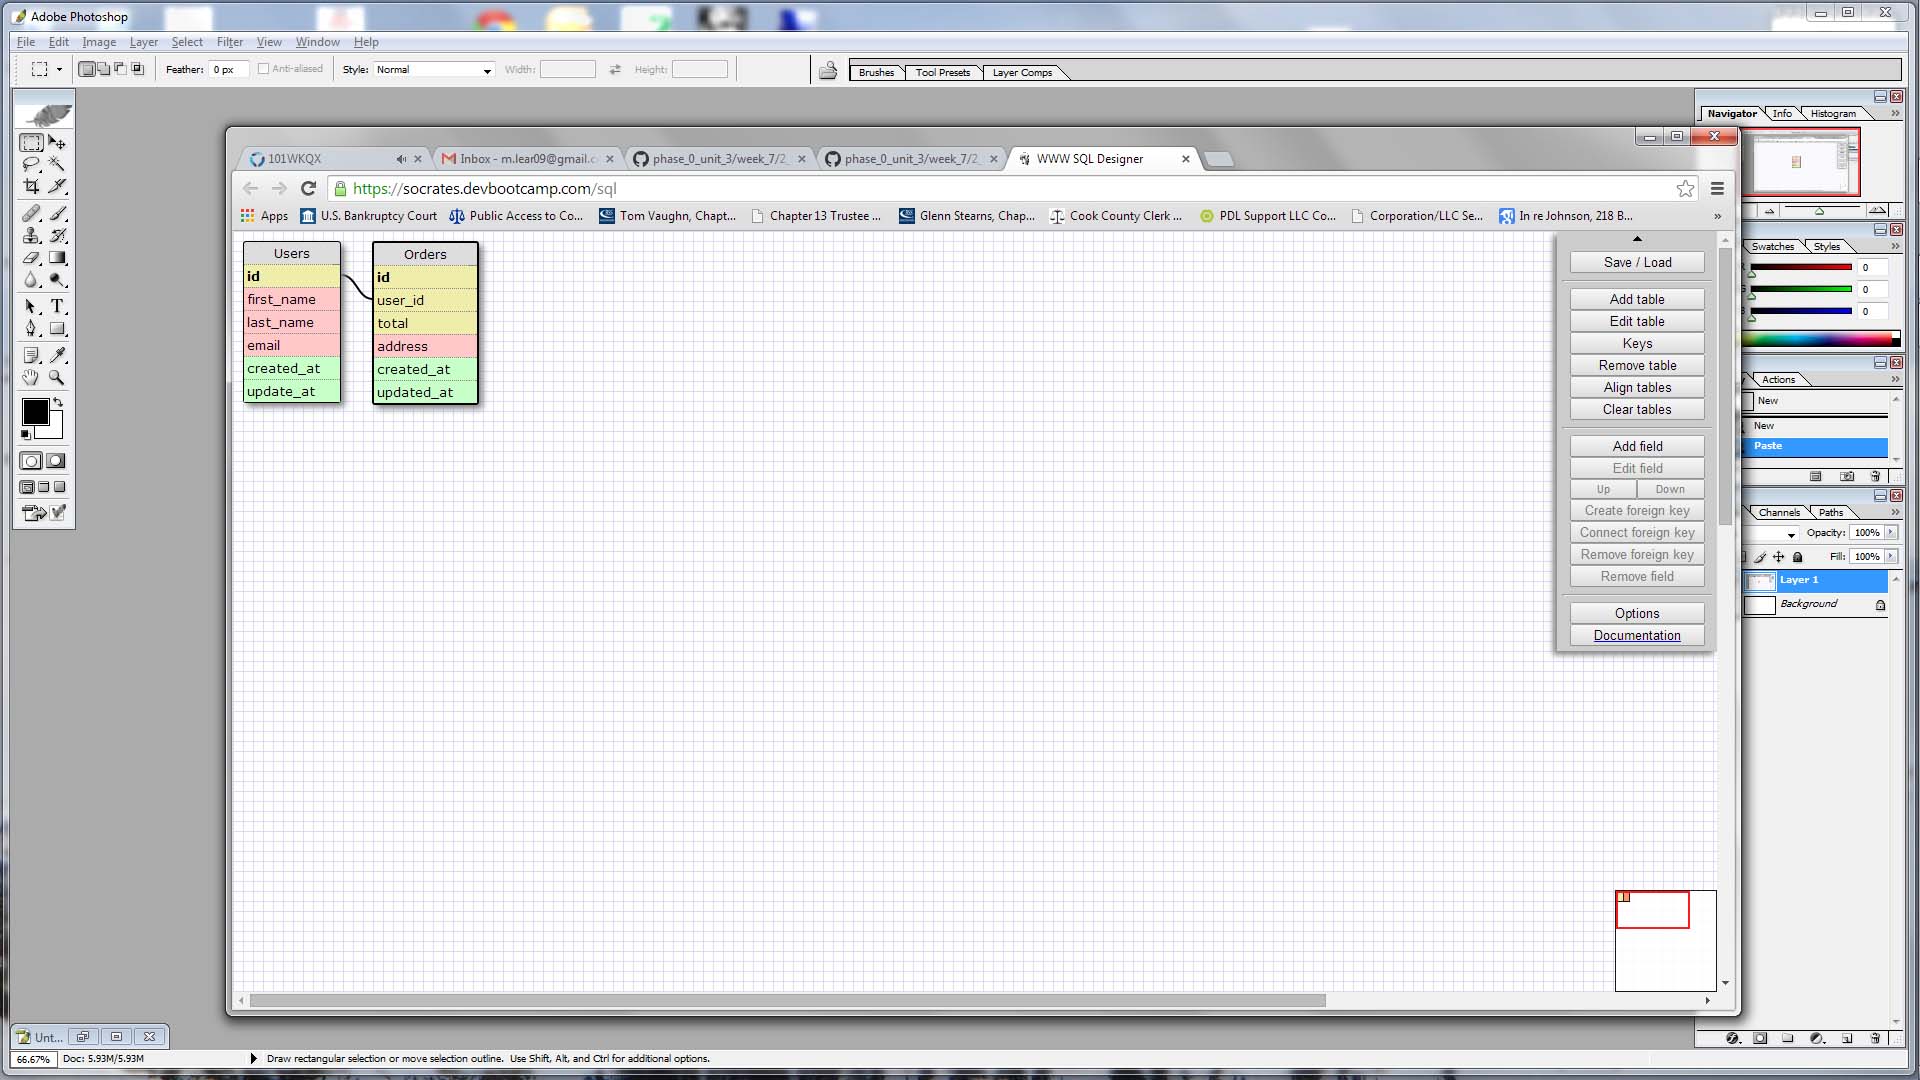 Adobe Photoshop
File Edit Image Layer Select Filter View Window Help
Feather: 0 px Anti-aliased Style: Normal Width: Height: Brushes Tool Presets Layer Comps
Navigator Info Histogram
101WKQX Inbox - m.lear09@gmail.c phase_0_unit_3/week_7/2_ phase_0_unit_3/week_7/2_ WWW SQL Designer
https://socrates.devbootcamp.com/sql
Apps U.S. Bankruptcy Court Public Access to Co... Tom Vaughn, Chapt... Chapter 13 Trustee ... Glenn Stearns, Chap... Cook County Clerk ... PDL Support LLC Co... Corporation/LLC Se... In re Johnson, 218 B... »
Users
id
first_name
last_name
email
created_at
update_at
Orders
id
user_id
total
address
created_at
updated_at
Save / Load
Add table
Edit table
Keys
Remove table
Align tables
Clear tables
Add field
Edit field
Up Down
Create foreign key
Connect foreign key
Remove foreign key
Remove field
Options
Documentation
Swatches Styles
0
0
0
Actions
New
New
Paste
Channels Paths
Opacity: 100%
Fill: 100%
Layer 1
Background
Unt...
66.67% Doc: 5.93M/5.93M Draw rectangular selection or move selection outline. Use Shift, Alt, and Ctrl for additional options.